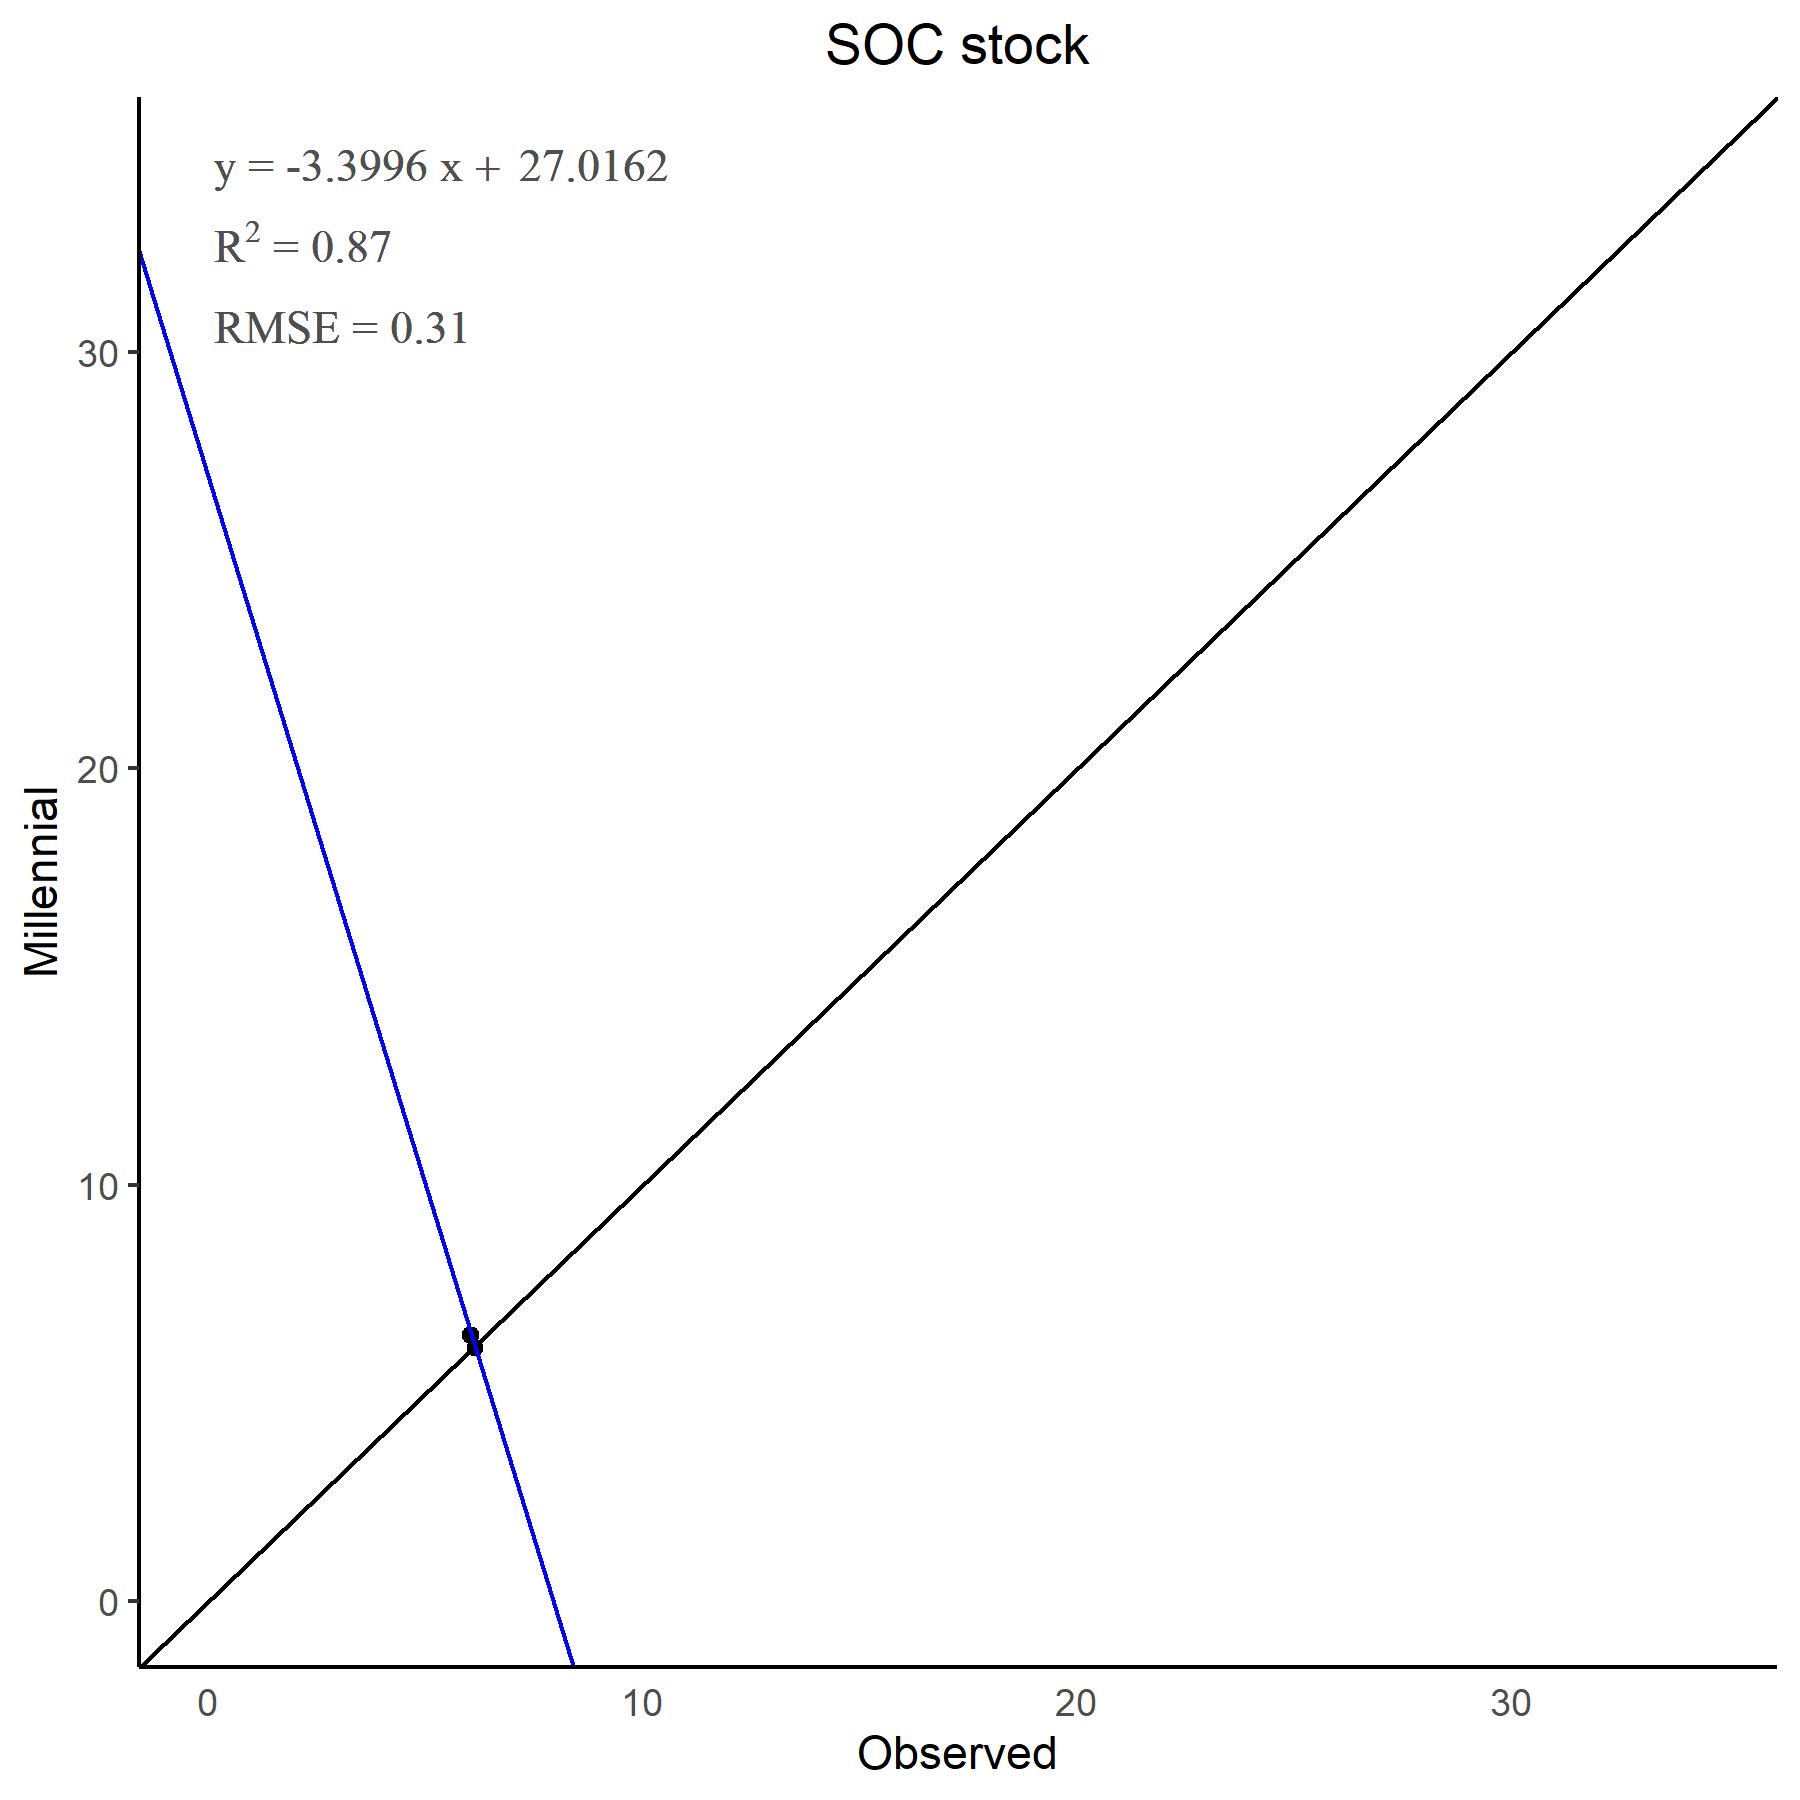 SOC stock
y = -3.3996 x + 27.0162
R² = 0.87
RMSE = 0.31
30
20
10
0
Millennial
0 10 20 30
Observed